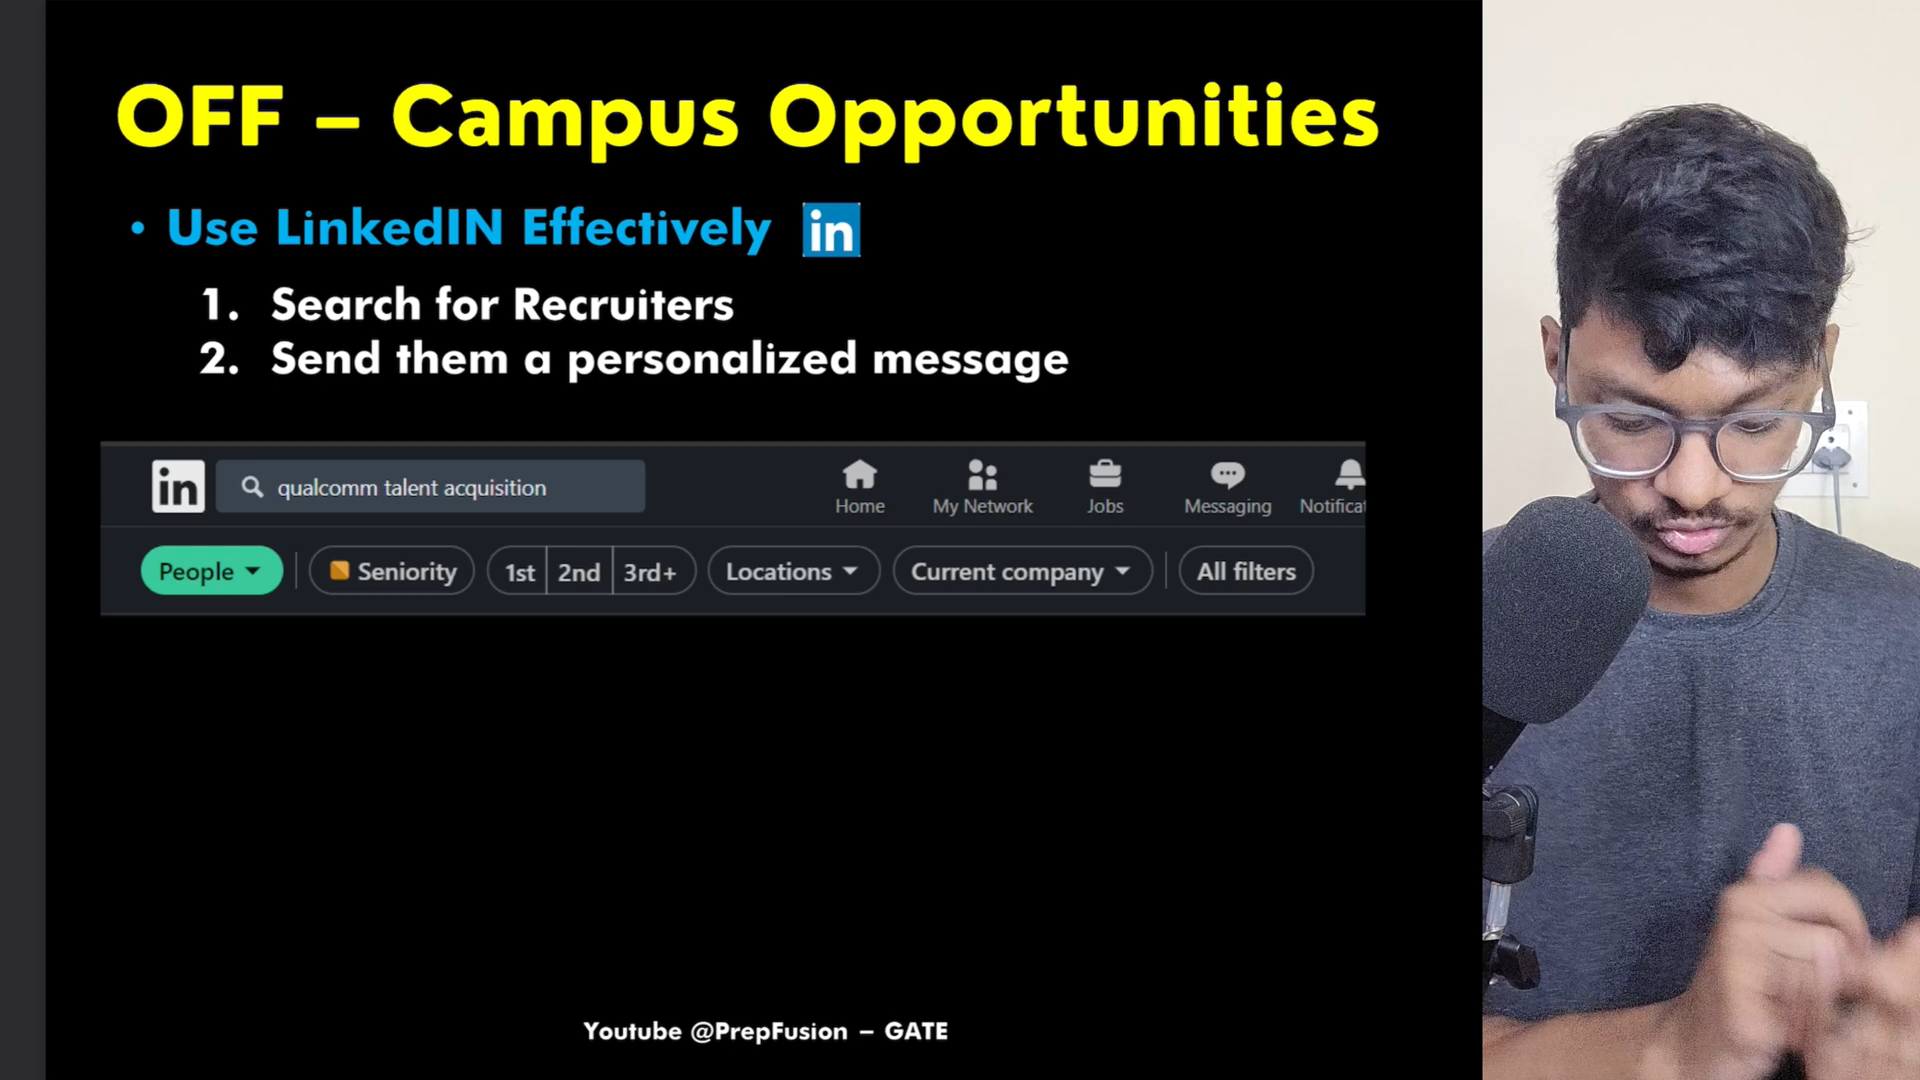 OFF – Campus Opportunities
• Use LinkedIN Effectively in
1. Search for Recruiters
2. Send them a personalized message
in qualcomm talent acquisition Home My Network Jobs Messaging Notificat
People Seniority 1st 2nd 3rd+ Locations Current company All filters
Youtube @PrepFusion – GATE